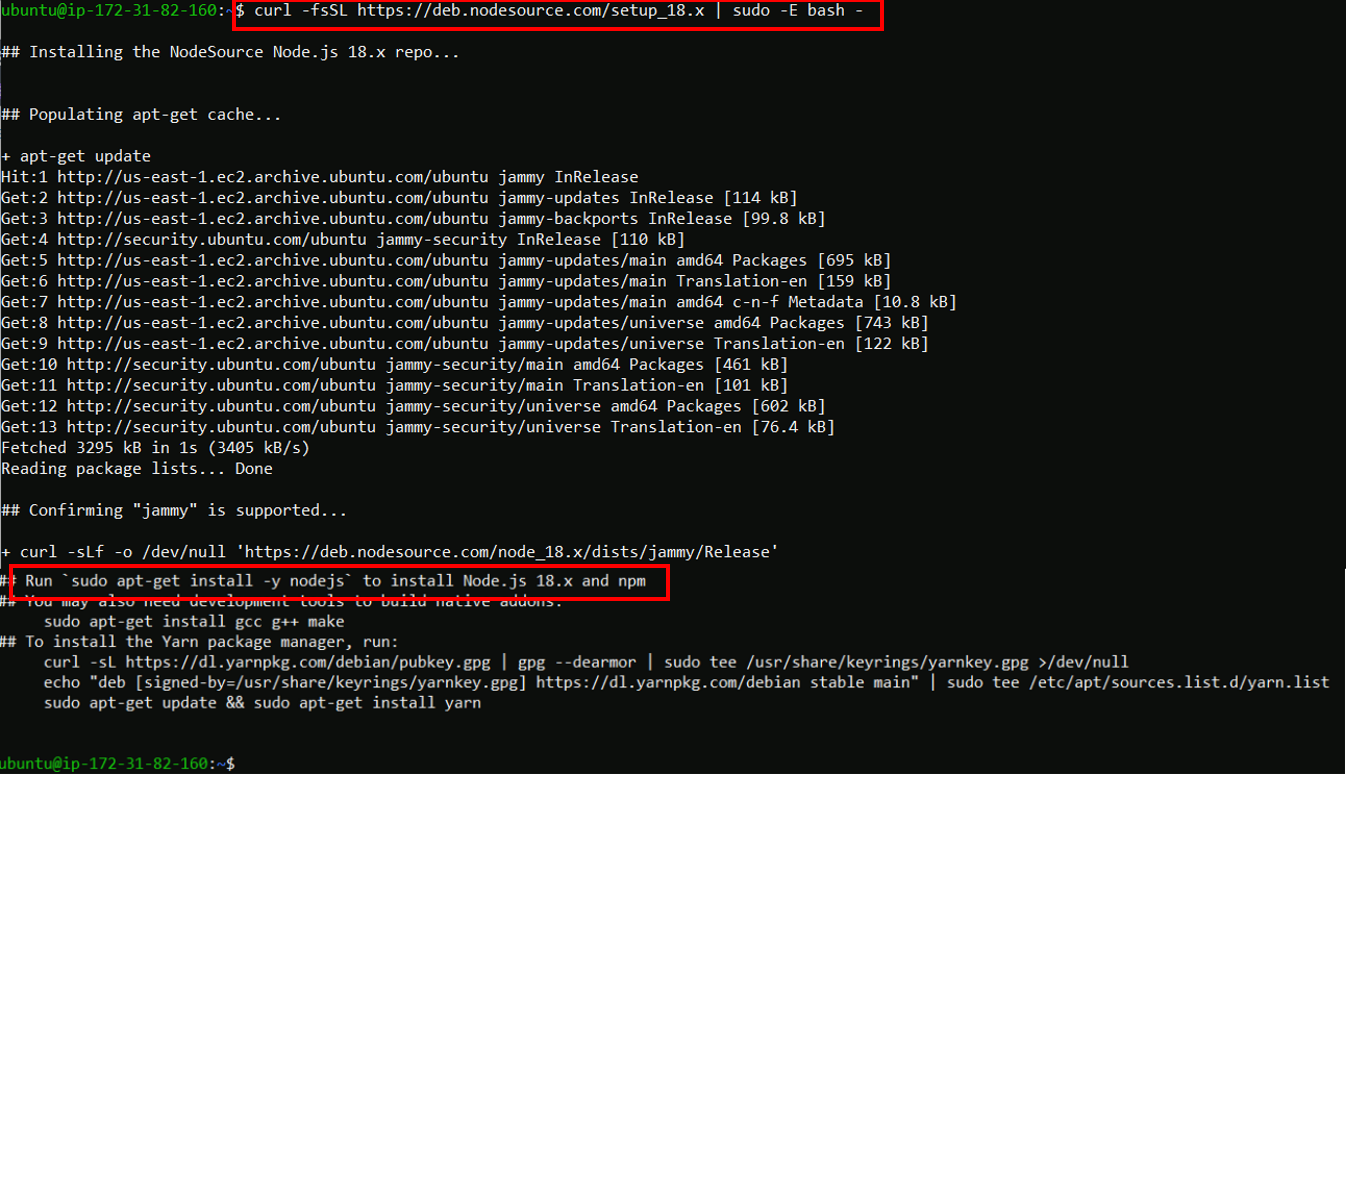 ubuntu@ip-172-31-82-160:~$ curl -fsSL https://deb.nodesource.com/setup_18.x | sudo -E bash -
## Installing the NodeSource Node.js 18.x repo...
## Populating apt-get cache...
+ apt-get update
Hit:1 http://us-east-1.ec2.archive.ubuntu.com/ubuntu jammy InRelease
Get:2 http://us-east-1.ec2.archive.ubuntu.com/ubuntu jammy-updates InRelease [114 kB]
Get:3 http://us-east-1.ec2.archive.ubuntu.com/ubuntu jammy-backports InRelease [99.8 kB]
Get:4 http://security.ubuntu.com/ubuntu jammy-security InRelease [110 kB]
Get:5 http://us-east-1.ec2.archive.ubuntu.com/ubuntu jammy-updates/main amd64 Packages [695 kB]
Get:6 http://us-east-1.ec2.archive.ubuntu.com/ubuntu jammy-updates/main Translation-en [159 kB]
Get:7 http://us-east-1.ec2.archive.ubuntu.com/ubuntu jammy-updates/main amd64 c-n-f Metadata [10.8 kB]
Get:8 http://us-east-1.ec2.archive.ubuntu.com/ubuntu jammy-updates/universe amd64 Packages [743 kB]
Get:9 http://us-east-1.ec2.archive.ubuntu.com/ubuntu jammy-updates/universe Translation-en [122 kB]
Get:10 http://security.ubuntu.com/ubuntu jammy-security/main amd64 Packages [461 kB]
Get:11 http://security.ubuntu.com/ubuntu jammy-security/main Translation-en [101 kB]
Get:12 http://security.ubuntu.com/ubuntu jammy-security/universe amd64 Packages [602 kB]
Get:13 http://security.ubuntu.com/ubuntu jammy-security/universe Translation-en [76.4 kB]
Fetched 3295 kB in 1s (3405 kB/s)
Reading package lists... Done
## Confirming "jammy" is supported...
+ curl -sLf -o /dev/null 'https://deb.nodesource.com/node_18.x/dists/jammy/Release'
## Run `sudo apt-get install -y nodejs` to install Node.js 18.x and npm
## You may also need development tools to build native addons:
sudo apt-get install gcc g++ make
## To install the Yarn package manager, run:
curl -sL https://dl.yarnpkg.com/debian/pubkey.gpg | gpg --dearmor | sudo tee /usr/share/keyrings/yarnkey.gpg >/dev/null
echo "deb [signed-by=/usr/share/keyrings/yarnkey.gpg] https://dl.yarnpkg.com/debian stable main" | sudo tee /etc/apt/sources.list.d/yarn.list
sudo apt-get update && sudo apt-get install yarn
ubuntu@ip-172-31-82-160:~$